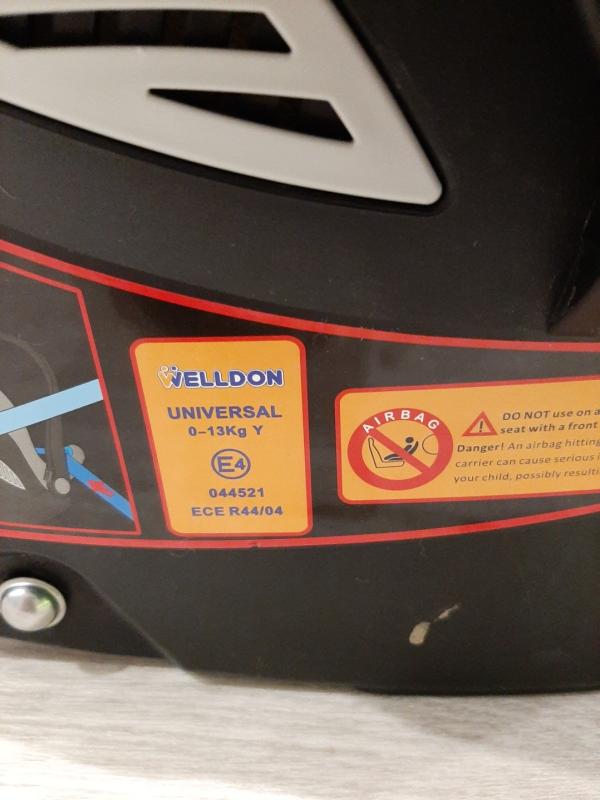 WELLDON
UNIVERSAL
0-13Kg Y
E4
044521
ECE R44/04
AIRBAG
DO NOT use on a
seat with a front
Danger! An airbag hitting
carrier can cause serious
your child, possibly